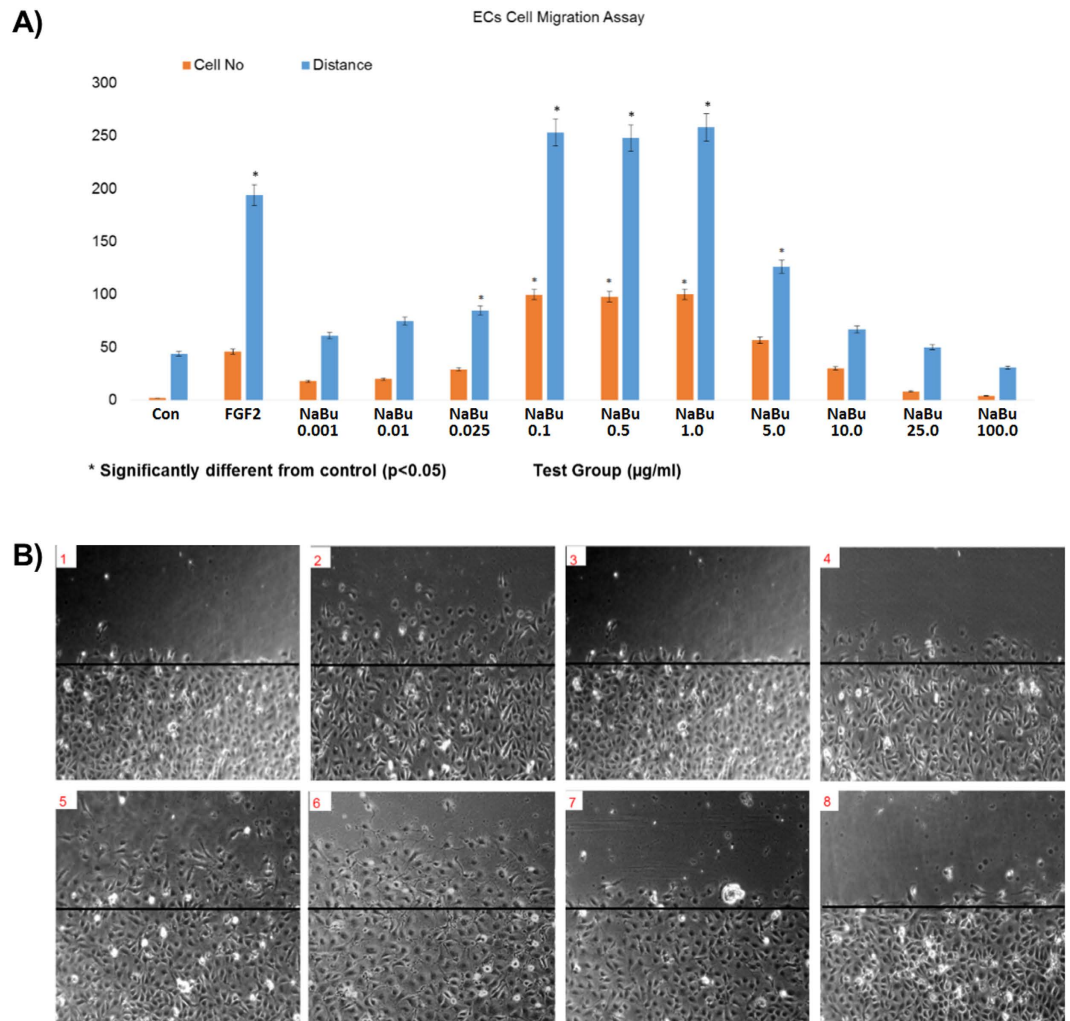 A)
ECs Cell Migration Assay
Cell No Distance
300
250
200
150
100
50
0
* * * * * * * * *
Con FGF2 NaBu NaBu NaBu NaBu NaBu NaBu NaBu NaBu NaBu NaBu
0.001 0.01 0.025 0.1 0.5 1.0 5.0 10.0 25.0 100.0
* Significantly different from control (p<0.05) Test Group (µg/ml)
B)
1 2 3 4
5 6 7 8